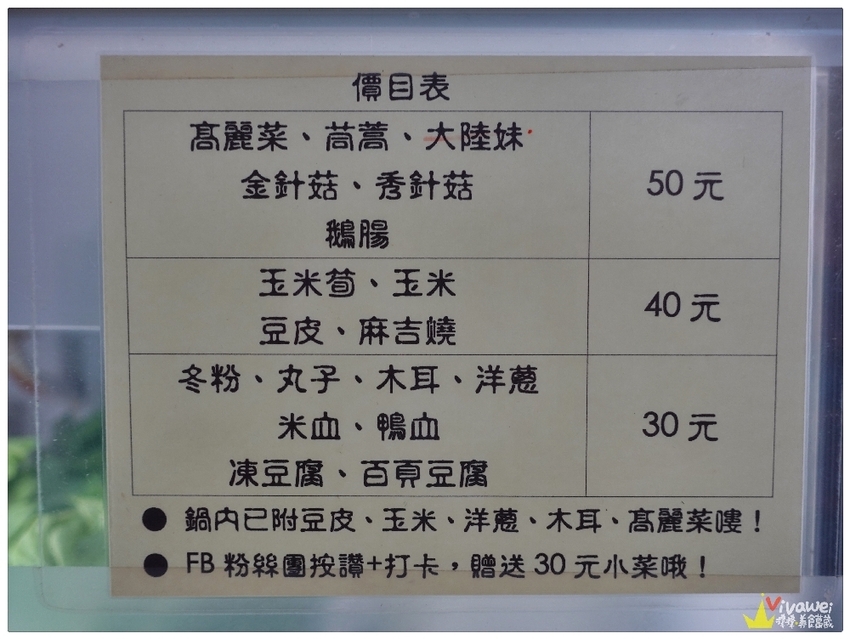 價目表
高麗菜、茼蒿、大陸妹
金針菇、秀針菇
鵝腸
50元
玉米荀、玉米
豆皮、麻吉燒
40元
冬粉、丸子、木耳、洋蔥
米血、鴨血
凍豆腐、百頁豆腐
30元
● 鍋內已附豆皮、玉米、洋蔥、木耳、高麗菜嘍！
● FB粉絲團按讚+打卡，贈送30元小菜哦！
Vivawei